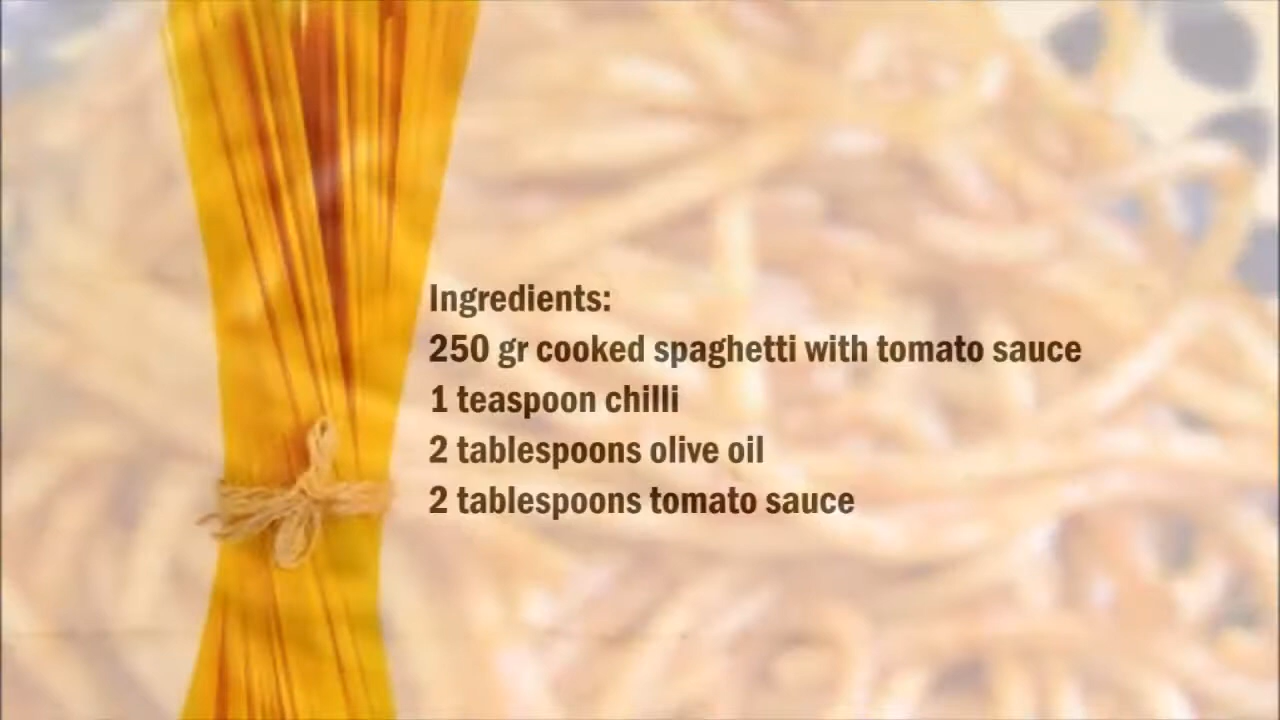 Ingredients:
250 gr cooked spaghetti with tomato sauce
1 teaspoon chilli
2 tablespoons olive oil
2 tablespoons tomato sauce